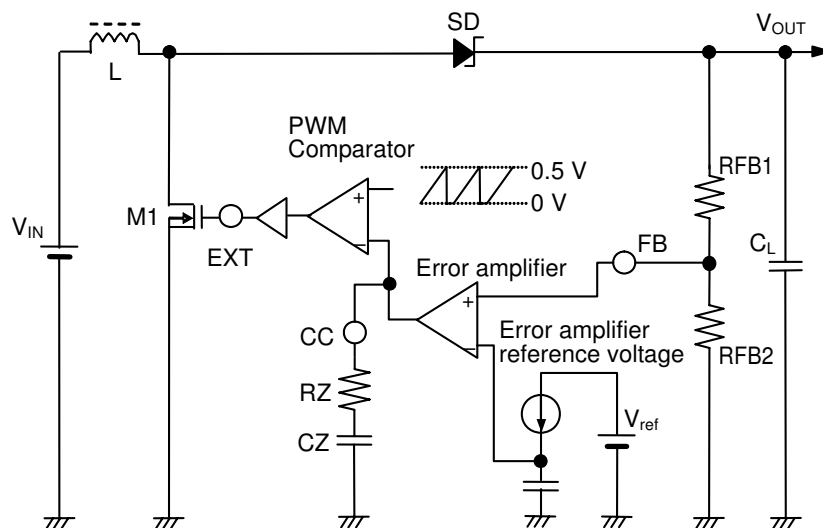 SD
VOUT
L
PWM
Comparator
0.5 V
0 V
RFB1
M1
EXT
VIN
FB
CL
Error amplifier
+
−
+
−
CC
Error amplifier
reference voltage
RFB2
RZ
CZ
Vref